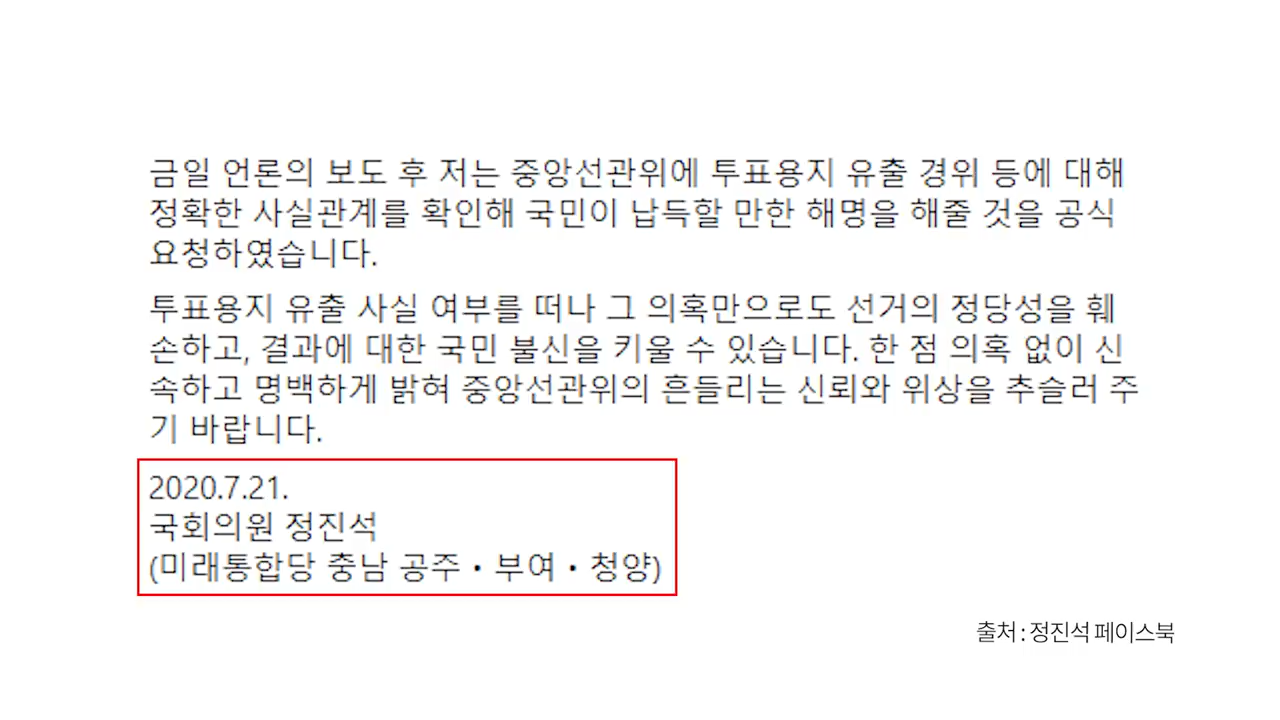 금일 언론의 보도 후 저는 중앙선관위에 투표용지 유출 경위 등에 대해
정확한 사실관계를 확인해 국민이 납득할 만한 해명을 해줄 것을 공식
요청하였습니다.
투표용지 유출 사실 여부를 떠나 그 의혹만으로도 선거의 정당성을 훼
손하고, 결과에 대한 국민 불신을 키울 수 있습니다. 한 점 의혹 없이 신
속하고 명백하게 밝혀 중앙선관위의 흔들리는 신뢰와 위상을 추슬러 주
기 바랍니다.
2020.7.21.
국회의원 정진석
(미래통합당 충남 공주・부여・청양)
출처 : 정진석 페이스북